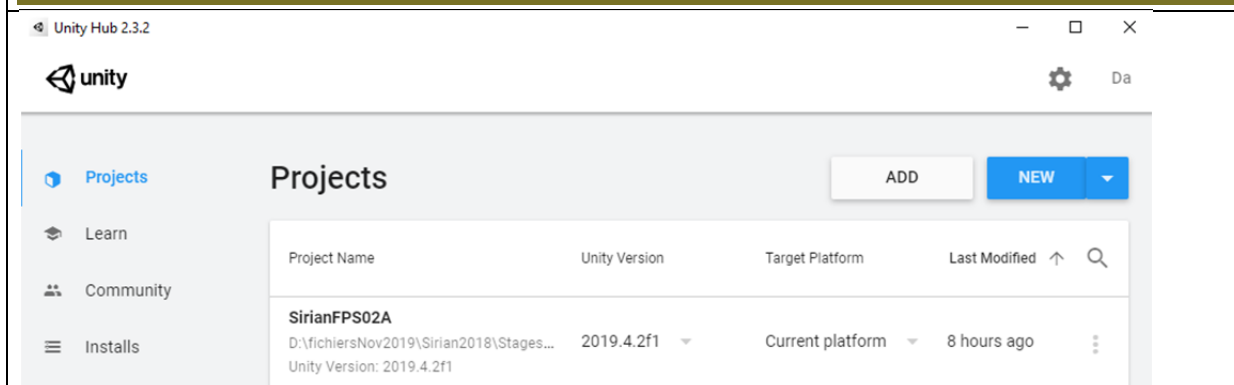 Unity Hub 2.3.2
unity
Da
Projects
Learn
Community
Installs
Projects
ADD
NEW
Project Name
Unity Version
Target Platform
Last Modified
SirianFPS02A
D:\fichiersNov2019\Sirian2018\Stages...
Unity Version: 2019.4.2f1
2019.4.2f1
Current platform
8 hours ago